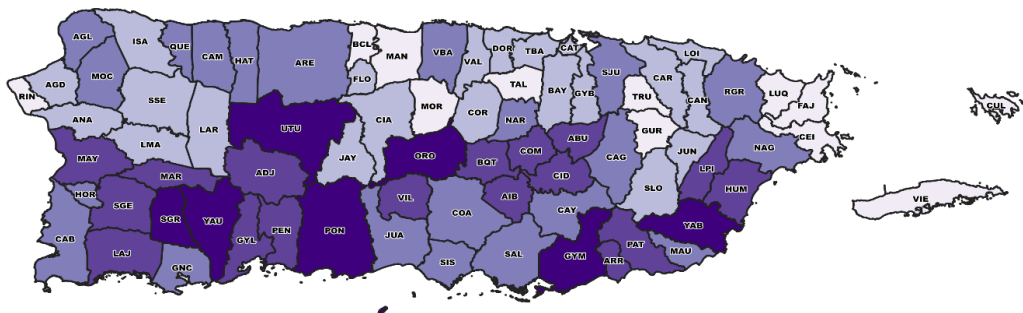 AGL
ISA
QUE
CAM
HAT
ARE
BCL
MAN
VBA
VAL
DOR
TBA
CAT
SJU
CAR
LOI
MOC
AGD
RIN
SSE
FLO
MOR
COR
TAL
BAY
GYB
TRU
CAN
RGR
LUQ
FAJ
CUL
ANA
LMA
LAR
UTU
CIA
NAR
ABU
GUR
CEI
MAY
MAR
ADJ
JAY
ORO
BQT
COM
CID
CAG
JUN
NAG
LPI
HOR
SGE
SGR
YAU
GYL
PEN
PON
VIL
COA
AIB
CAY
SLO
HUM
VIE
CAB
LAJ
GNC
JUA
SIS
SAL
GYM
ARR
PAT
YAB
MAU